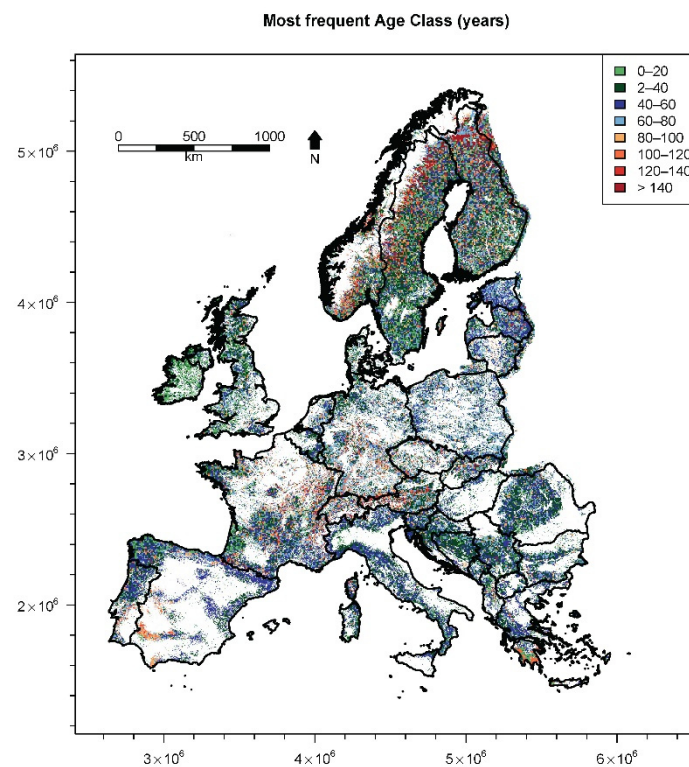 Most frequent Age Class (years)
0–20
2–40
40–60
60–80
80–100
100–120
120–140
> 140
0 500 1000
km
N
5 × 10⁶
4 × 10⁶
3 × 10⁶
2 × 10⁶
3 × 10⁶ 4 × 10⁶ 5 × 10⁶ 6 × 10⁶